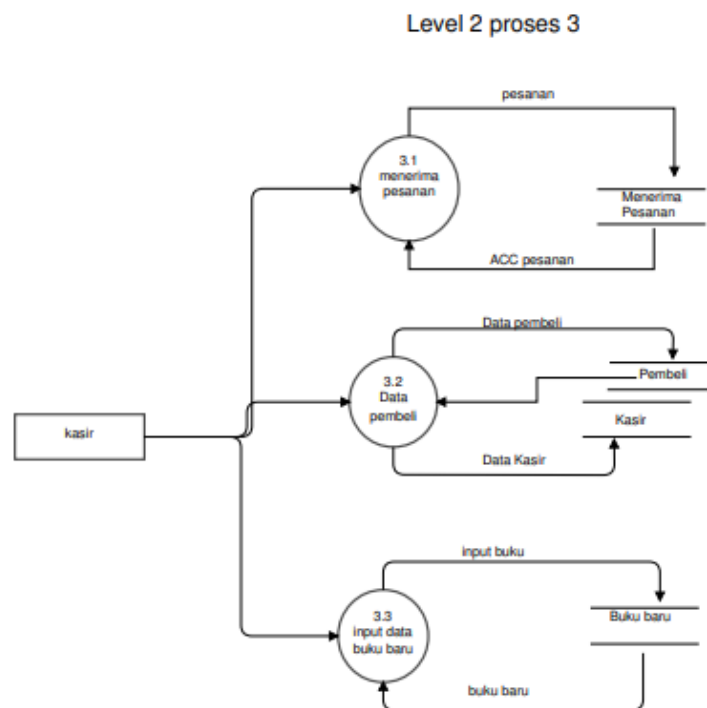 Level 2 proses 3
pesanan
3.1
menerima
pesanan
Menerima
Pesanan
ACC pesanan
Data pembeli
3.2
Data
pembeli
Pembeli
Kasir
kasir
Data Kasir
input buku
3.3
input data
buku baru
Buku baru
buku baru